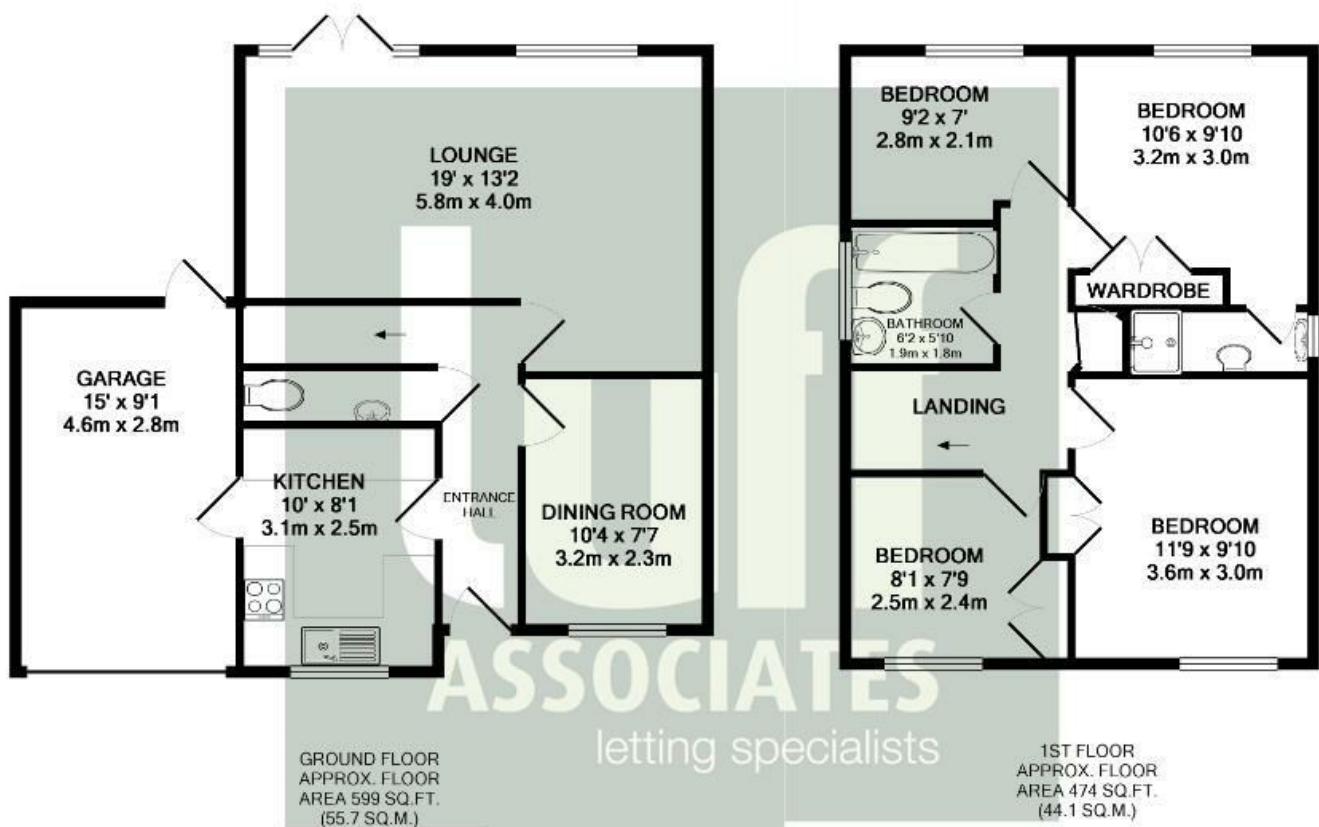 LOUNGE
19' x 13'2
5.8m x 4.0m
GARAGE
15' x 9'1
4.6m x 2.8m
KITCHEN
10' x 8'1
3.1m x 2.5m
ENTRANCE
HALL
DINING ROOM
10'4 x 7'7
3.2m x 2.3m
GROUND FLOOR
APPROX. FLOOR
AREA 599 SQ.FT.
(55.7 SQ.M.)
BEDROOM
9'2 x 7'
2.8m x 2.1m
BEDROOM
10'6 x 9'10
3.2m x 3.0m
WARDROBE
BATHROOM
6'2 x 5'10
1.9m x 1.8m
LANDING
BEDROOM
8'1 x 7'9
2.5m x 2.4m
BEDROOM
11'9 x 9'10
3.6m x 3.0m
1ST FLOOR
APPROX. FLOOR
AREA 474 SQ.FT.
(44.1 SQ.M.)
luff
ASSOCIATES
letting specialists